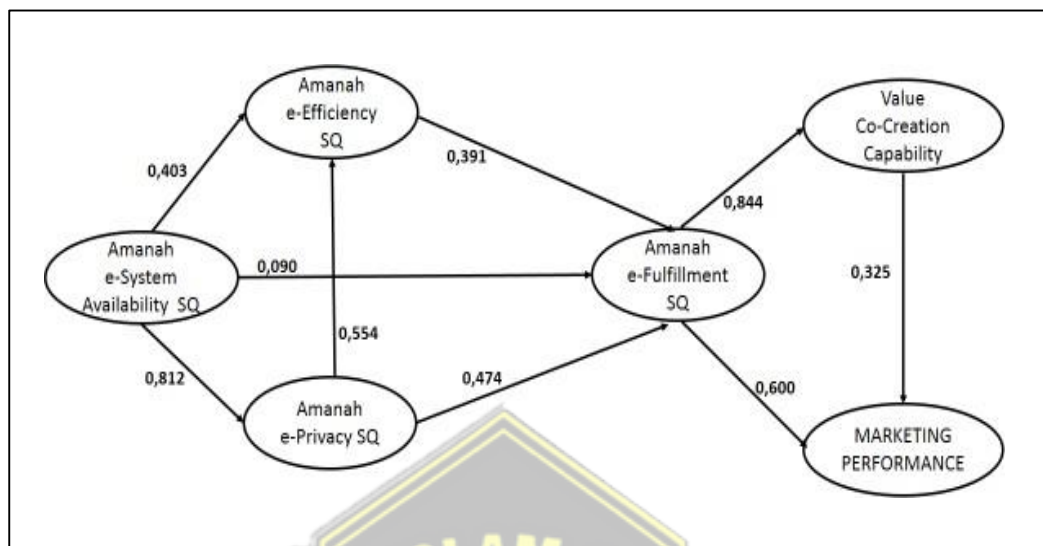 Amanah
e-Efficiency
SQ
Value
Co-Creation
Capability
0,403
0,391
0,844
Amanah
e-System
Availability SQ
0,090
Amanah
e-Fulfillment
SQ
0,325
0,812
0,554
0,474
0,600
Amanah
e-Privacy SQ
MARKETING
PERFORMANCE
SLAM